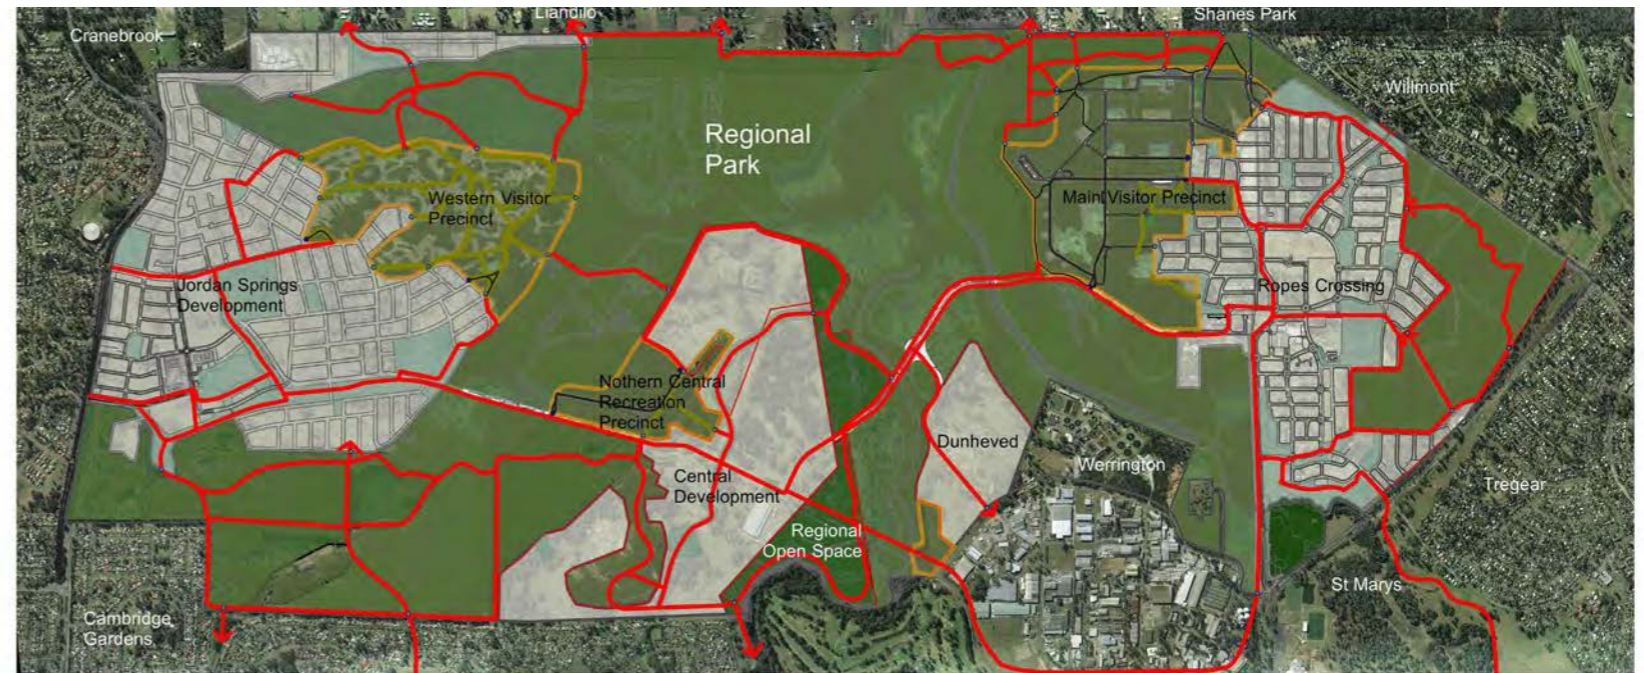 Llandilo
Shanes Park
Cranebrook
Willmont
Regional
Park
Western Visitor
Precinct
Main Visitor Precinct
Jordan Springs
Development
Ropes Crossing
Nothern Central
Recreation
Precinct
Dunheved
Central
Development
Werrington
Tregear
Regional
Open Space
St Marys
Cambridge
Gardens